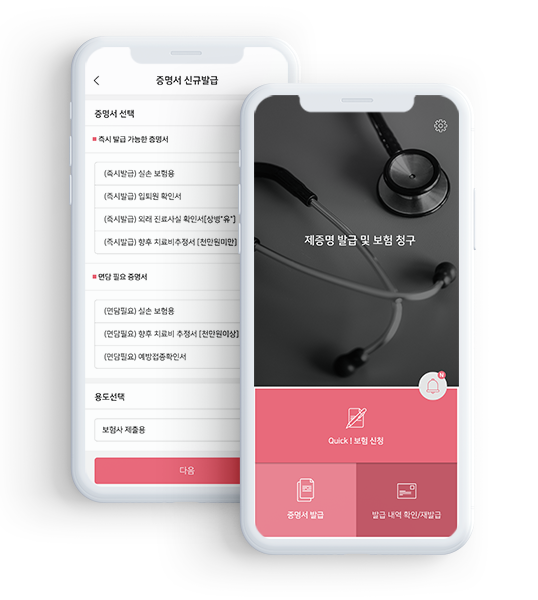 증명서 신규발급
증명서 선택
즉시 발급 가능한 증명서
(즉시발급) 실손 보험용
(즉시발급) 입퇴원 확인서
(즉시발급) 외래 진료사실 확인서[상병"유"]
(즉시발급) 향후 치료비추정서 [천만원미만]
면담 필요 증명서
(면담필요) 실손 보험용
(면담필요) 향후 치료비 추정서 [천만원이상]
(면담필요) 예방접종확인서
용도선택
보험사 제출용
다음
제증명 발급 및 보험 청구
N
Quick ! 보험 신청
증명서 발급
발급 내역 확인/재발급